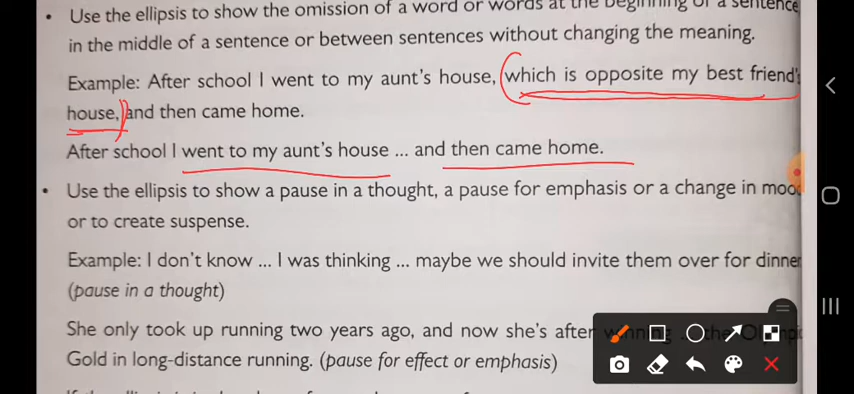 • Use the ellipsis to show the omission of a word or words at the beginning of a sentence
in the middle of a sentence or between sentences without changing the meaning.
Example: After school I went to my aunt's house, which is opposite my best friend's
house, and then came home.
After school I went to my aunt's house ... and then came home.
• Use the ellipsis to show a pause in a thought, a pause for emphasis or a change in mood
or to create suspense.
Example: I don't know ... I was thinking ... maybe we should invite them over for dinner
(pause in a thought)
She only took up running two years ago, and now she's after winning ... the Olympic
Gold in long-distance running. (pause for effect or emphasis)